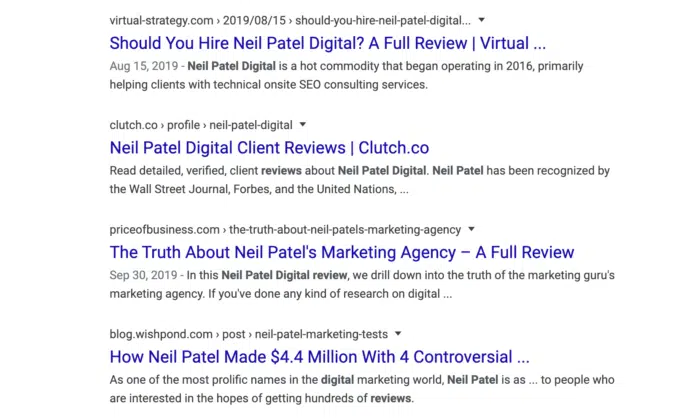 virtual-strategy.com › 2019/08/15 › should-you-hire-neil-patel-digital...
Should You Hire Neil Patel Digital? A Full Review | Virtual ...
Aug 15, 2019 - Neil Patel Digital is a hot commodity that began operating in 2016, primarily
helping clients with technical onsite SEO consulting services.
clutch.co › profile › neil-patel-digital
Neil Patel Digital Client Reviews | Clutch.co
Read detailed, verified, client reviews about Neil Patel Digital. Neil Patel has been recognized by
the Wall Street Journal, Forbes, and the United Nations, ...
priceofbusiness.com › the-truth-about-neil-patels-marketing-agency
The Truth About Neil Patel's Marketing Agency – A Full Review
Sep 30, 2019 - In this Neil Patel Digital review, we drill down into the truth of the marketing guru's
marketing agency. If you've done any kind of research on digital ...
blog.wishpond.com › post › neil-patel-marketing-tests
How Neil Patel Made $4.4 Million With 4 Controversial ...
As one of the most prolific names in the digital marketing world, Neil Patel is as ... to people who
are interested in the hopes of getting hundreds of reviews.